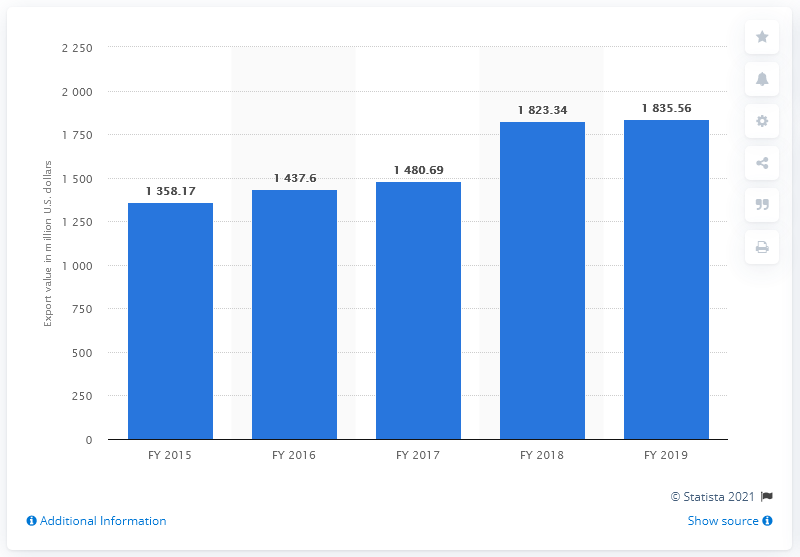 2 250
2 000
1 750
1 500
1 250
1 000
750
500
250
0
Export value in million U.S. dollars
1 358.17
1 437.6
1 480.69
1 823.34
1 835.56
FY 2015
FY 2016
FY 2017
FY 2018
FY 2019
© Statista 2021
Additional Information
Show source